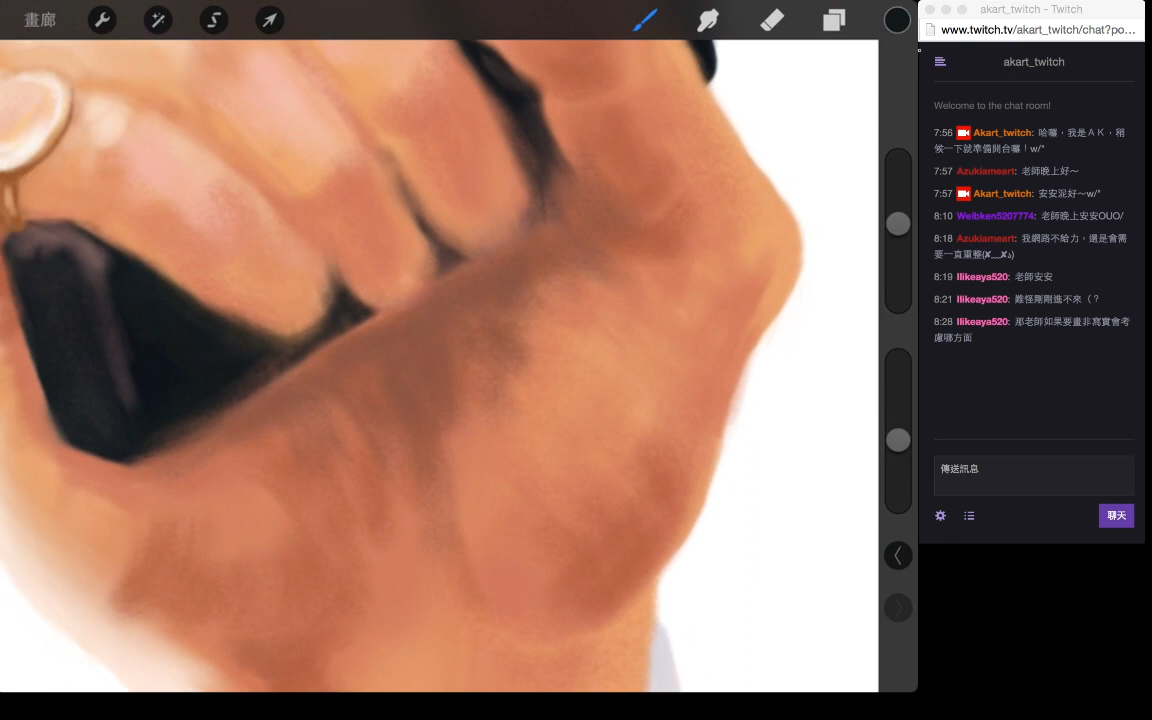 畫廊
akart_twitch - Twitch
www.twitch.tv/akart_twitch/chat?po...
akart_twitch
Welcome to the chat room!
7:56 Akart_twitch: 哈囉，我是ＡＫ，稍
候一下就準備開台囉！w/"
7:57 Azukiameart: 老師晚上好～
7:57 Akart_twitch: 安安泥好~w/"
8:10 Weibken5207774: 老師晚上安安OUO/
8:18 Azukiameart: 我網路不給力，還是會需
要一直重整(✘﹏✘ა)
8:19 Ilikeaya520: 老師安安
8:21 Ilikeaya520: 難怪剛剛進不來（？
8:28 Ilikeaya520: 那老師如果要畫非寫實會考
慮哪方面
傳送訊息
聊天